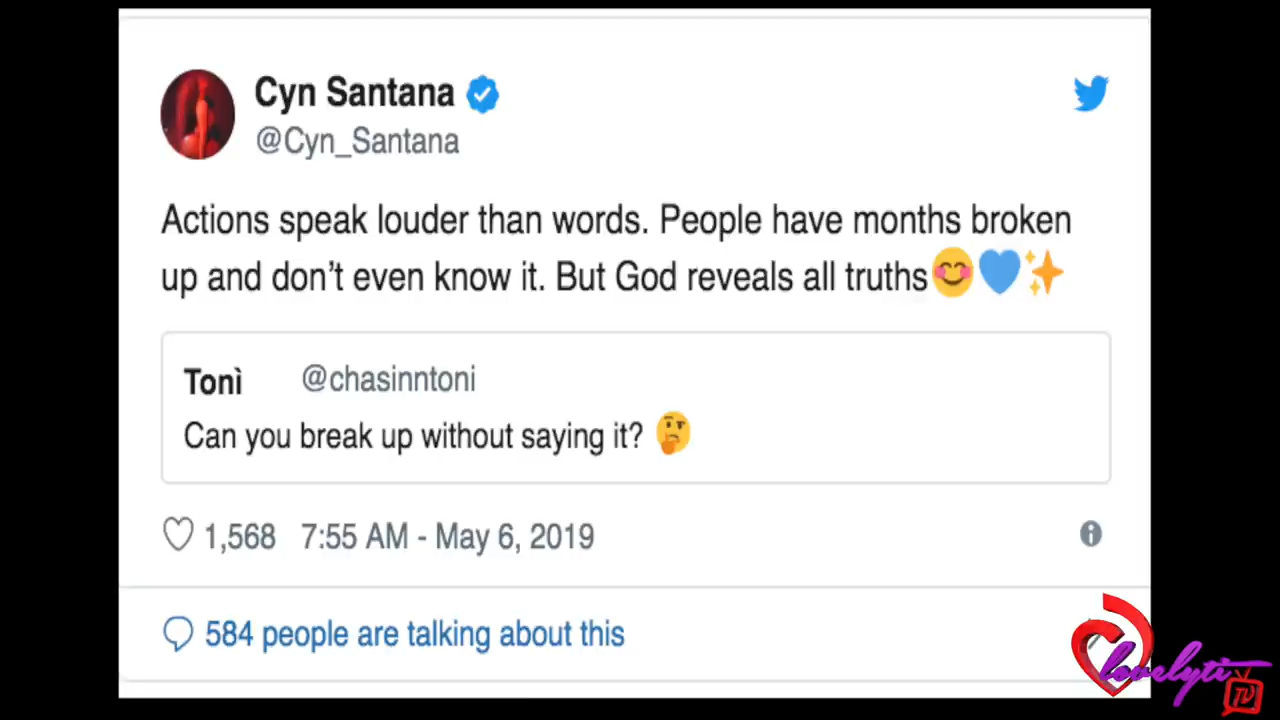 Cyn Santana
@Cyn_Santana
Actions speak louder than words. People have months broken
up and don't even know it. But God reveals all truths😊💙✨
Tonì @chasinntoni
Can you break up without saying it? 🤔
1,568 7:55 AM - May 6, 2019
584 people are talking about this
lovelyti
TV